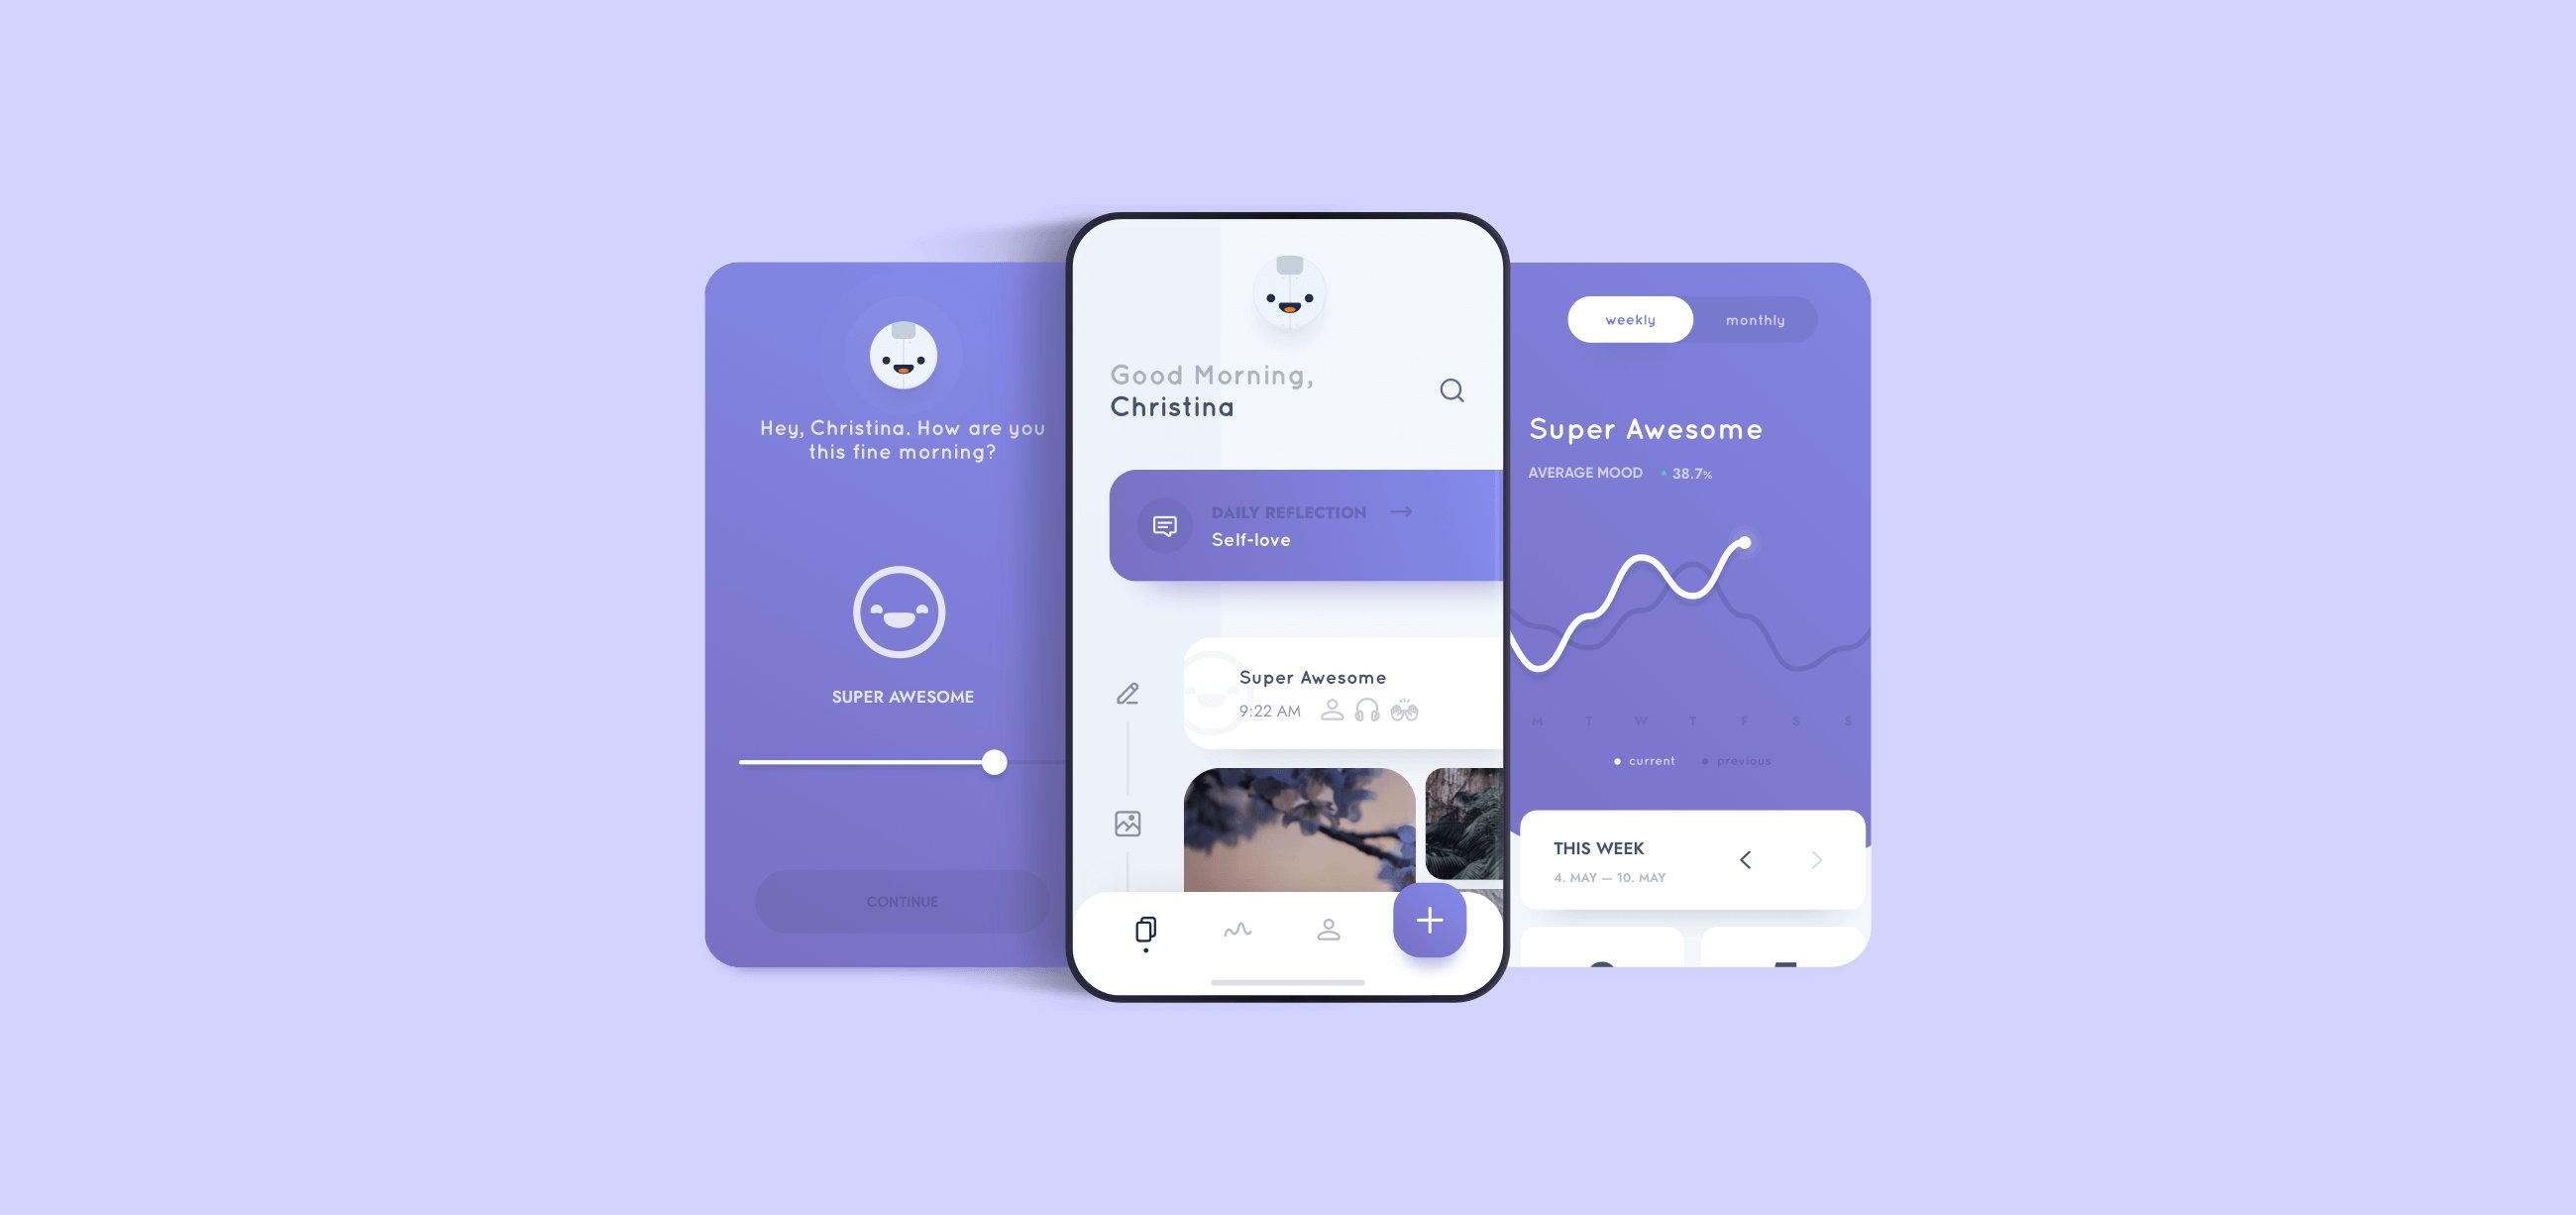 Hey, Christina. How are you
this fine morning?
SUPER AWESOME
CONTINUE
Good Morning,
Christina
DAILY REFLECTION
Self-love
Super Awesome
9:22 AM
weekly monthly
Super Awesome
AVERAGE MOOD 38.7%
M T W T F S S
current previous
THIS WEEK
4. MAY — 10. MAY